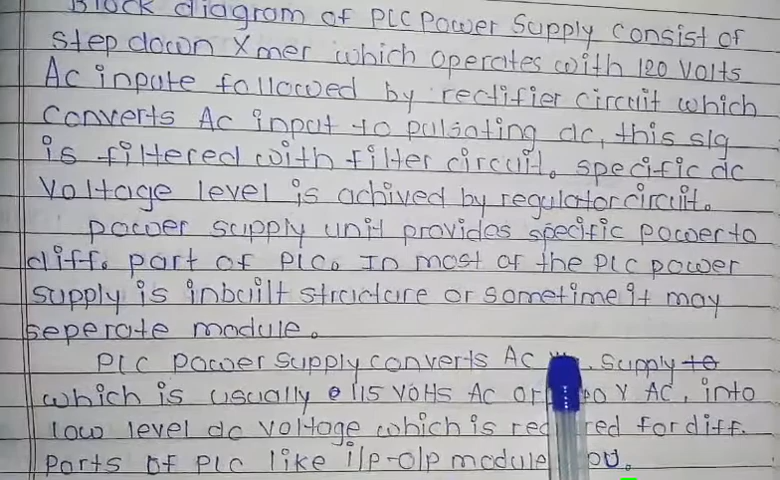 Block diagram of PLC Power Supply consist of
step down Xmer which operates with 120 Volts
Ac inpute followed by rectifier circuit which
converts Ac input to pulsating dc, this sig
is filtered with filter circuit. specific dc
Voltage level is achived by regulator circuit.
power supply unit provides specific power to
diff. part of PLC. In most of the PLC power
supply is inbuilt structure or sometime it may
seperate module.
PLC power supply converts AC supply to
which is usually 115 Volts AC or V AC, into
low level dc voltage which is for diff.
parts of PLC like i/p-o/p module